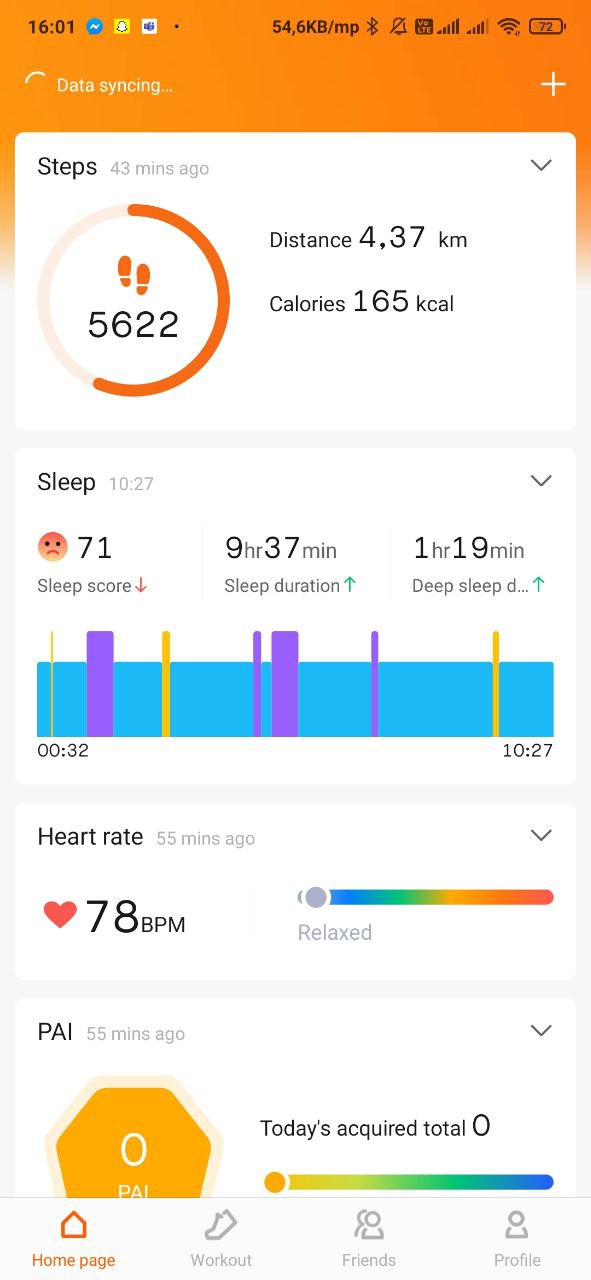 16:01 54,6KB/mp Vo LTE 72
Data syncing...
Steps 43 mins ago
5622
Distance 4,37 km
Calories 165 kcal
Sleep 10:27
71 9hr37min 1hr19min
Sleep score↓ Sleep duration↑ Deep sleep d...↑
00:32 10:27
Heart rate 55 mins ago
78BPM
Relaxed
PAI 55 mins ago
0
PAI
Today's acquired total 0
Home page Workout Friends Profile